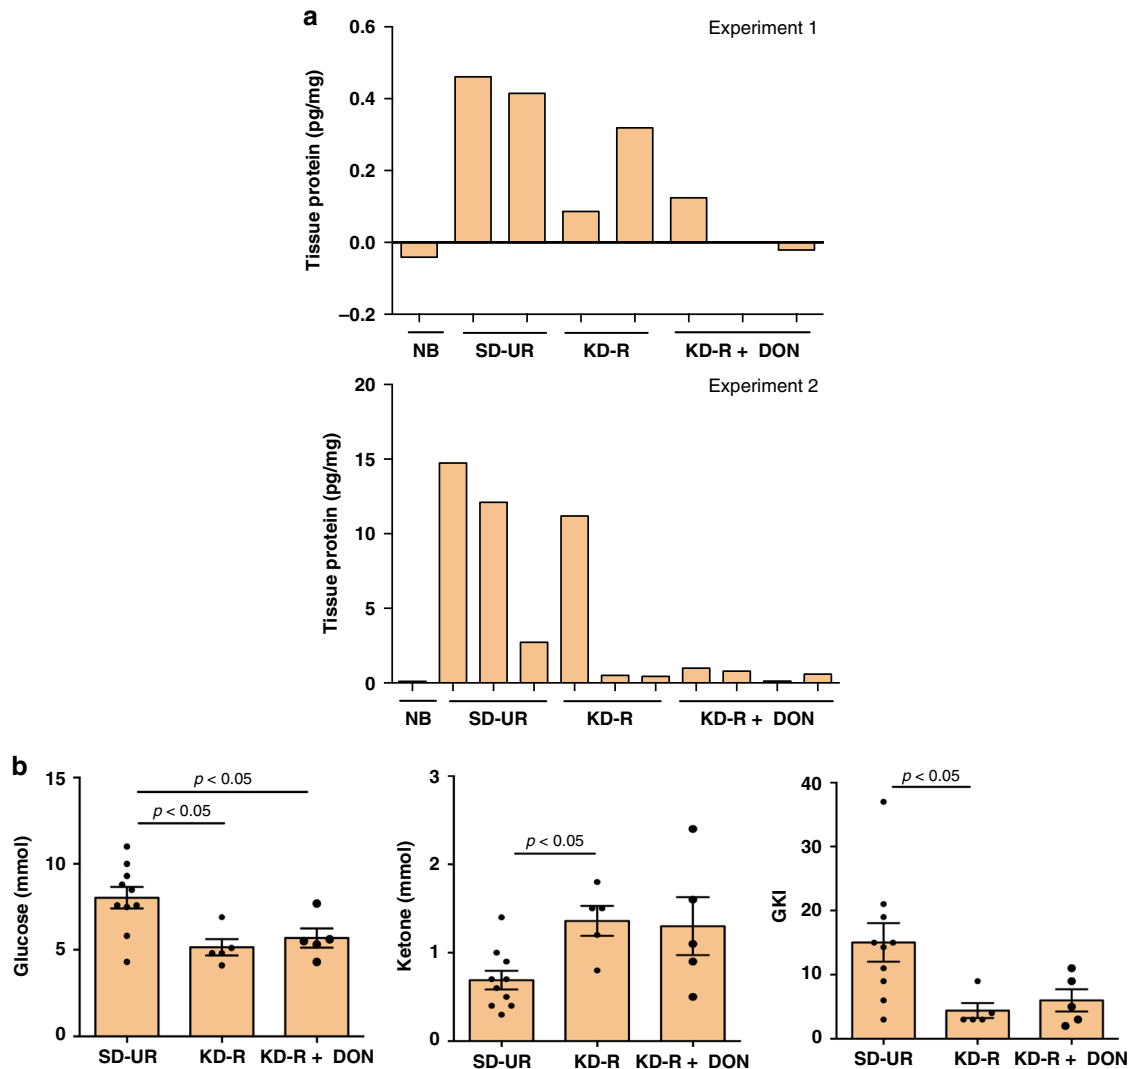 a
Experiment 1
Tissue protein (pg/mg)
0.6
0.4
0.2
0.0
–0.2
NB SD-UR KD-R KD-R + DON
Experiment 2
Tissue protein (pg/mg)
20
15
10
5
0
NB SD-UR KD-R KD-R + DON
b
Glucose (mmol)
15
10
5
0
p < 0.05
p < 0.05
SD-UR KD-R KD-R + DON
Ketone (mmol)
3
2
1
0
p < 0.05
SD-UR KD-R KD-R + DON
GKI
40
30
20
10
0
p < 0.05
SD-UR KD-R KD-R + DON